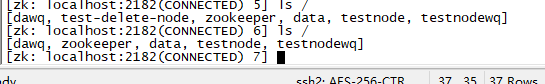 [zk: localhost:2182(CONNECTED) 5] ls /
[dawq, test-delete-node, zookeeper, data, testnode, testnodewq]
[zk: localhost:2182(CONNECTED) 6] ls /
[dawq, zookeeper, data, testnode, testnodewq]
[zk: localhost:2182(CONNECTED) 7]
ssh2: AES-256-CTR 37, 35 37 Rows